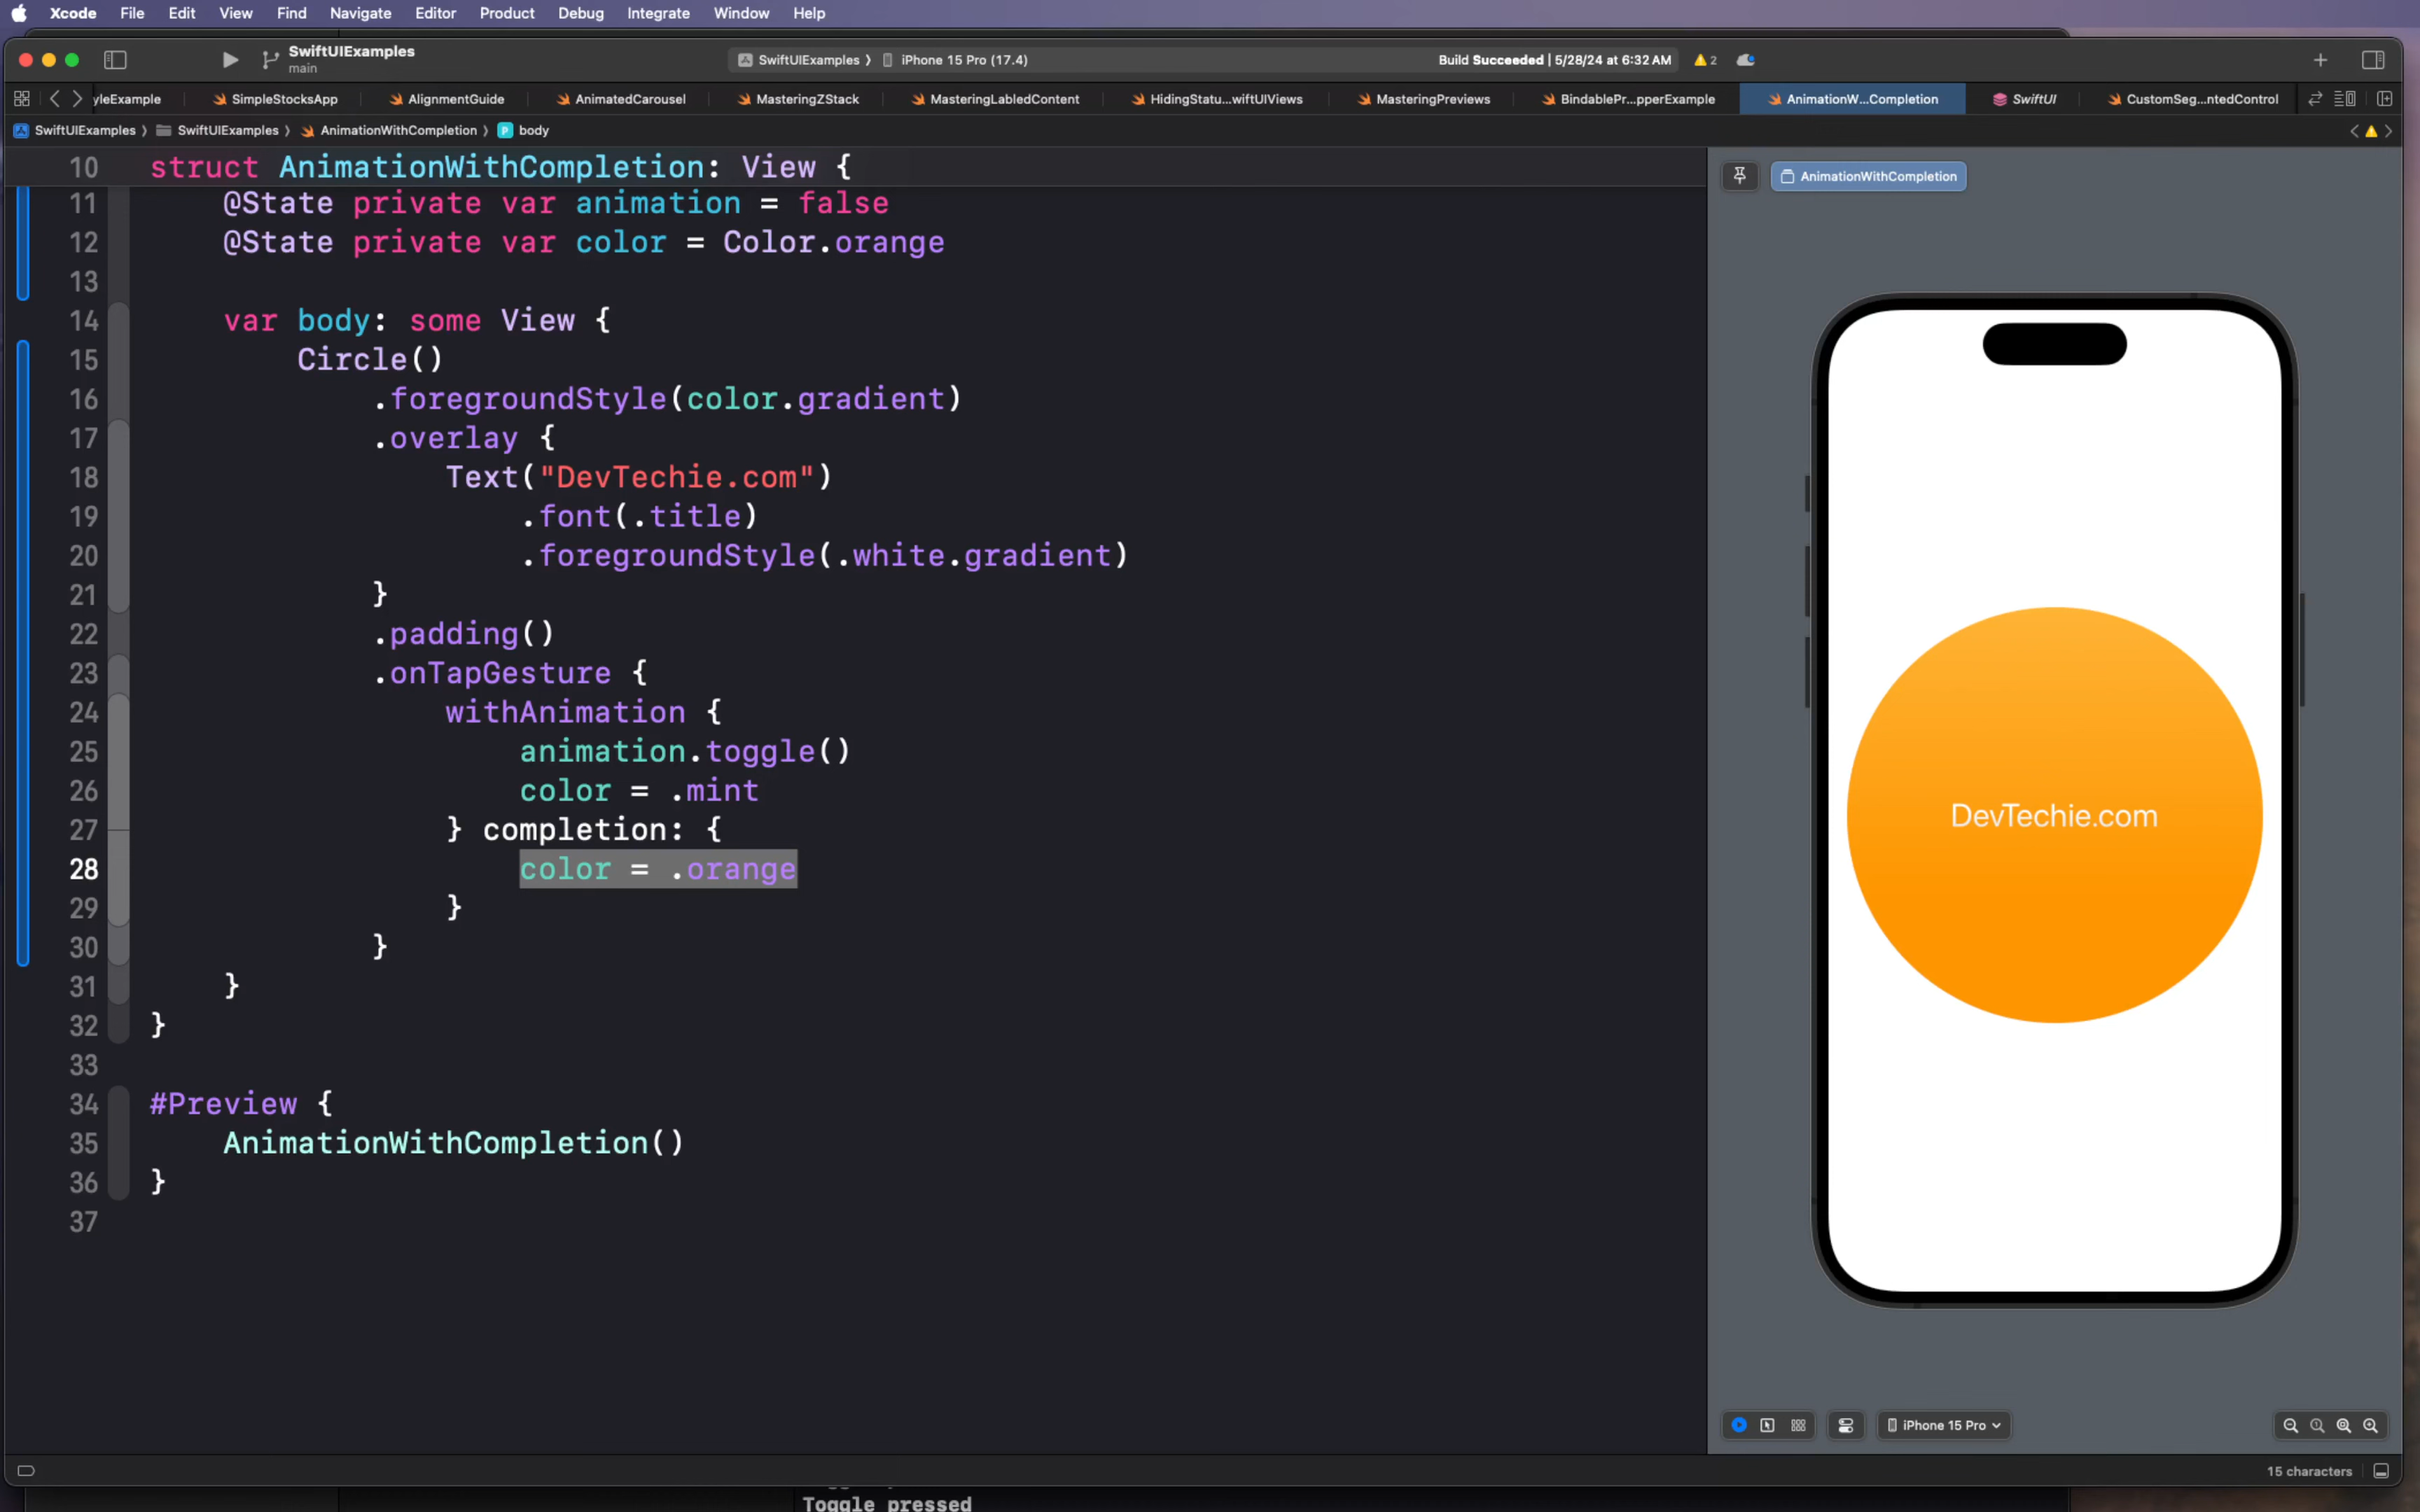 Xcode File Edit View Find Navigate Editor Product Debug Integrate Window Help
SwiftUIExamples
main
SwiftUIExamples 〉 iPhone 15 Pro (17.4)
Build Succeeded | 5/28/24 at 6:32 AM
2
yleExample SimpleStocksApp AlignmentGuide AnimatedCarousel MasteringZStack MasteringLabledContent HidingStatu...wiftUIViews MasteringPreviews BindablePr...pperExample AnimationW...Completion SwiftUI CustomSeg...ntedControl
SwiftUIExamples 〉 SwiftUIExamples 〉 AnimationWithCompletion 〉 P body
10 struct AnimationWithCompletion: View {
11 @State private var animation = false
12 @State private var color = Color.orange
13
14 var body: some View {
15 Circle()
16 .foregroundStyle(color.gradient)
17 .overlay {
18 Text("DevTechie.com")
19 .font(.title)
20 .foregroundStyle(.white.gradient)
21 }
22 .padding()
23 .onTapGesture {
24 withAnimation {
25 animation.toggle()
26 color = .mint
27 } completion: {
28 color = .orange
29 }
30 }
31 }
32 }
33
34 #Preview {
35 AnimationWithCompletion()
36 }
37
AnimationWithCompletion
DevTechie.com
iPhone 15 Pro
15 characters
Toggle pressed